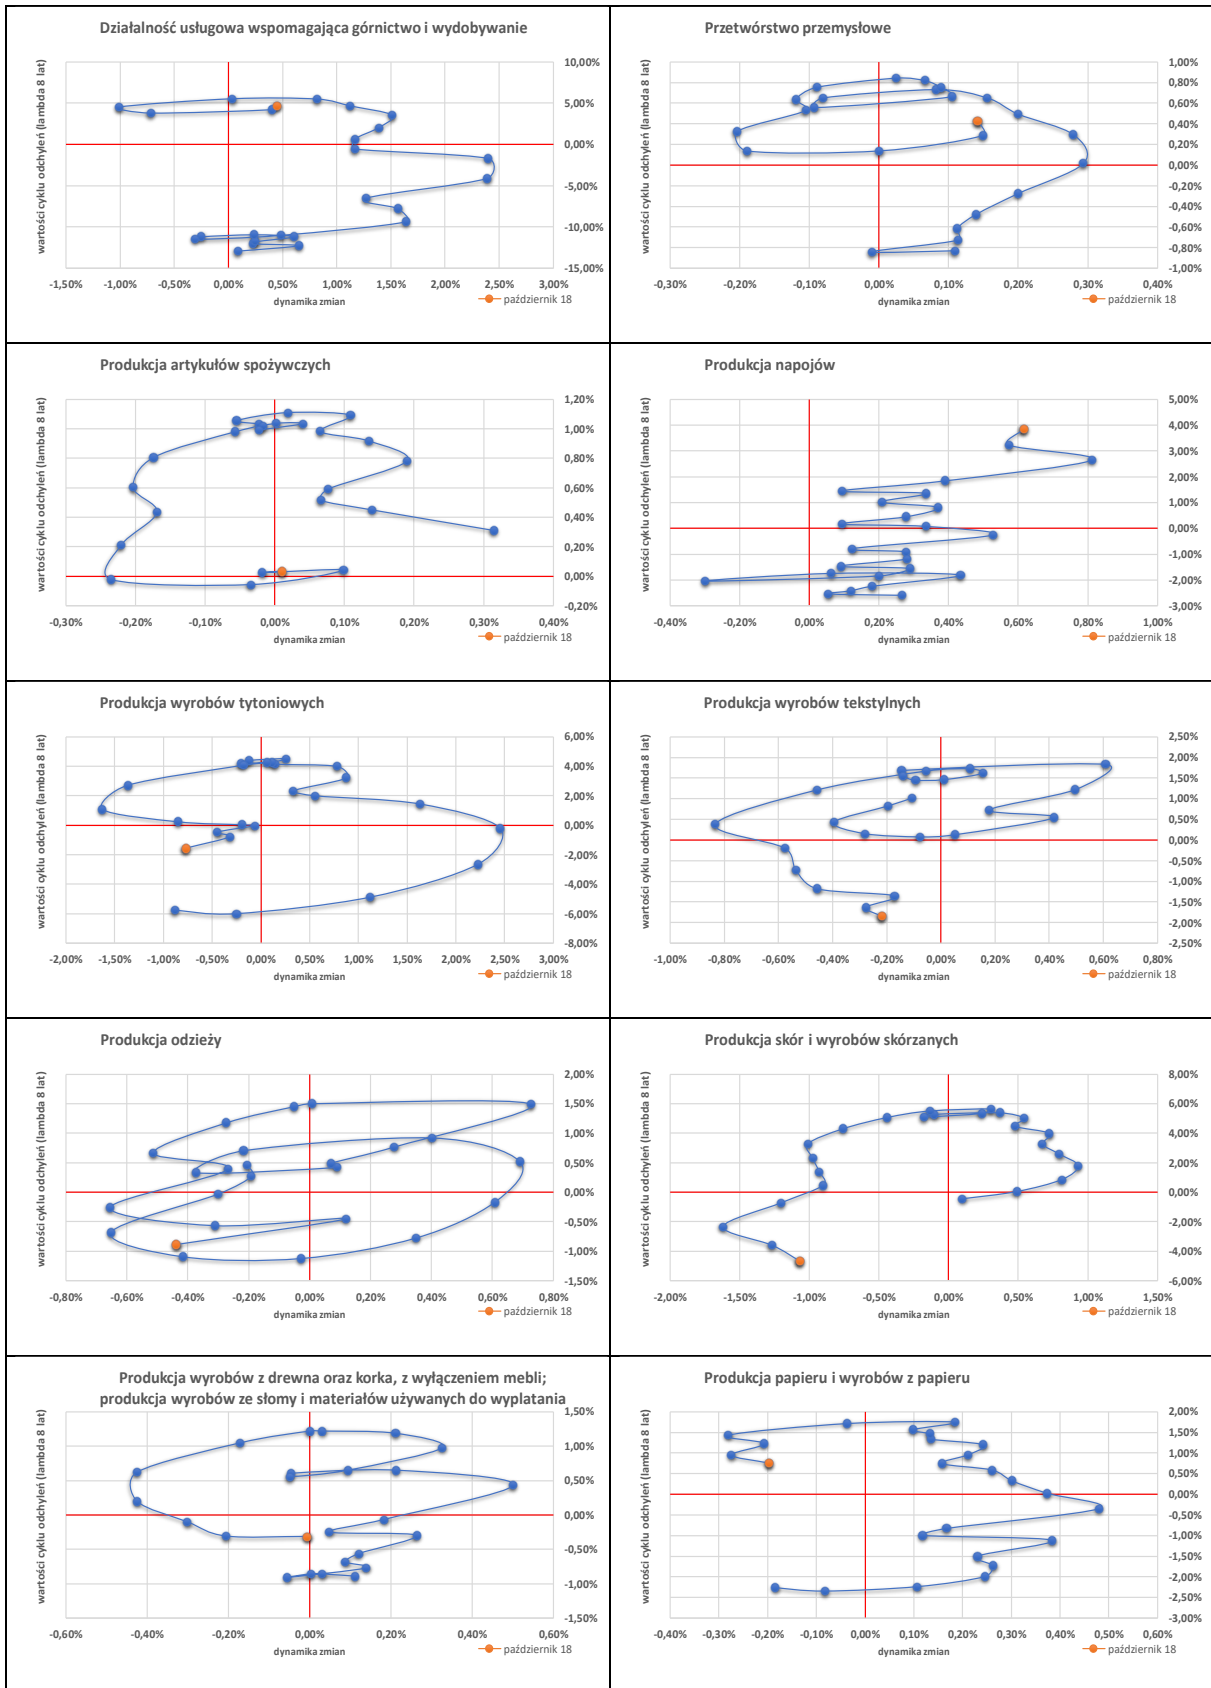 Działalność usługowa wspomagająca górnictwo i wydobywanie
wartości cyklu odchyleń (lambda 8 lat)
10,00%
5,00%
0,00%
-5,00%
-10,00%
-15,00%
-1,50% -1,00% -0,50% 0,00% 0,50% 1,00% 1,50% 2,00% 2,50% 3,00%
dynamika zmian
październik 18
Przetwórstwo przemysłowe
wartości cyklu odchyleń (lambda 8 lat)
1,00%
0,80%
0,60%
0,40%
0,20%
0,00%
-0,20%
-0,40%
-0,60%
-0,80%
-1,00%
-0,30% -0,20% -0,10% 0,00% 0,10% 0,20% 0,30% 0,40%
dynamika zmian
październik 18
Produkcja artykułów spożywczych
wartości cyklu odchyleń (lambda 8 lat)
1,20%
1,00%
0,80%
0,60%
0,40%
0,20%
0,00%
-0,20%
-0,30% -0,20% -0,10% 0,00% 0,10% 0,20% 0,30% 0,40%
dynamika zmian
październik 18
Produkcja napojów
wartości cyklu odchyleń (lambda 8 lat)
5,00%
4,00%
3,00%
2,00%
1,00%
0,00%
-1,00%
-2,00%
-3,00%
-0,40% -0,20% 0,00% 0,20% 0,40% 0,60% 0,80% 1,00%
dynamika zmian
październik 18
Produkcja wyrobów tytoniowych
wartości cyklu odchyleń (lambda 8 lat)
6,00%
4,00%
2,00%
0,00%
-2,00%
-4,00%
-6,00%
-8,00%
-2,00% -1,50% -1,00% -0,50% 0,00% 0,50% 1,00% 1,50% 2,00% 2,50% 3,00%
dynamika zmian
październik 18
Produkcja wyrobów tekstylnych
wartości cyklu odchyleń (lambda 8 lat)
2,50%
2,00%
1,50%
1,00%
0,50%
0,00%
-0,50%
-1,00%
-1,50%
-2,00%
-2,50%
-1,00% -0,80% -0,60% -0,40% -0,20% 0,00% 0,20% 0,40% 0,60% 0,80%
dynamika zmian
październik 18
Produkcja odzieży
wartości cyklu odchyleń (lambda 8 lat)
2,00%
1,50%
1,00%
0,50%
0,00%
-0,50%
-1,00%
-1,50%
-0,80% -0,60% -0,40% -0,20% 0,00% 0,20% 0,40% 0,60% 0,80%
dynamika zmian
październik 18
Produkcja skór i wyrobów skórzanych
wartości cyklu odchyleń (lambda 8 lat)
8,00%
6,00%
4,00%
2,00%
0,00%
-2,00%
-4,00%
-6,00%
-2,00% -1,50% -1,00% -0,50% 0,00% 0,50% 1,00% 1,50%
dynamika zmian
październik 18
Produkcja wyrobów z drewna oraz korka, z wyłączeniem mebli;
produkcja wyrobów ze słomy i materiałów używanych do wyplatania
wartości cyklu odchyleń (lambda 8 lat)
1,50%
1,00%
0,50%
0,00%
-0,50%
-1,00%
-1,50%
-0,60% -0,40% -0,20% 0,00% 0,20% 0,40% 0,60%
dynamika zmian
październik 18
Produkcja papieru i wyrobów z papieru
wartości cyklu odchyleń (lambda 8 lat)
2,00%
1,50%
1,00%
0,50%
0,00%
-0,50%
-1,00%
-1,50%
-2,00%
-2,50%
-3,00%
-0,40% -0,30% -0,20% -0,10% 0,00% 0,10% 0,20% 0,30% 0,40% 0,50% 0,60%
dynamika zmian
październik 18